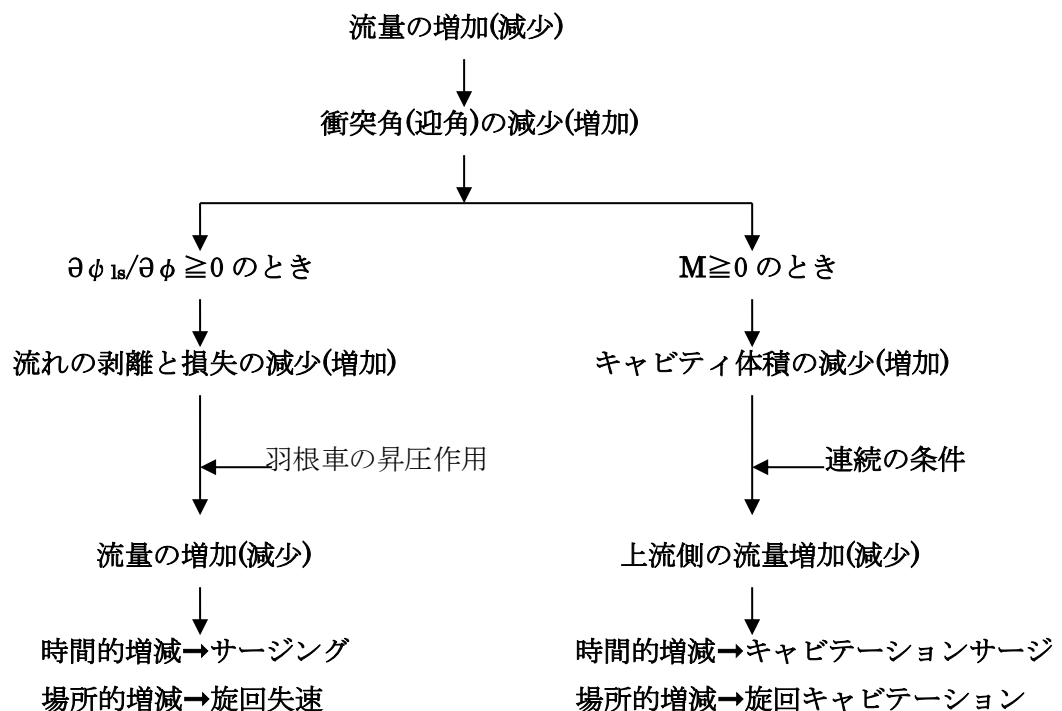 流量の増加(減少)
衝突角(迎角)の減少(増加)
∂ψls/∂φ≧0 のとき
M≧0 のとき
流れの剥離と損失の減少(増加)
キャビティ体積の減少(増加)
羽根車の昇圧作用
連続の条件
流量の増加(減少)
上流側の流量増加(減少)
時間的増減→サージング
時間的増減→キャビテーションサージ
場所的増減→旋回失速
場所的増減→旋回キャビテーション